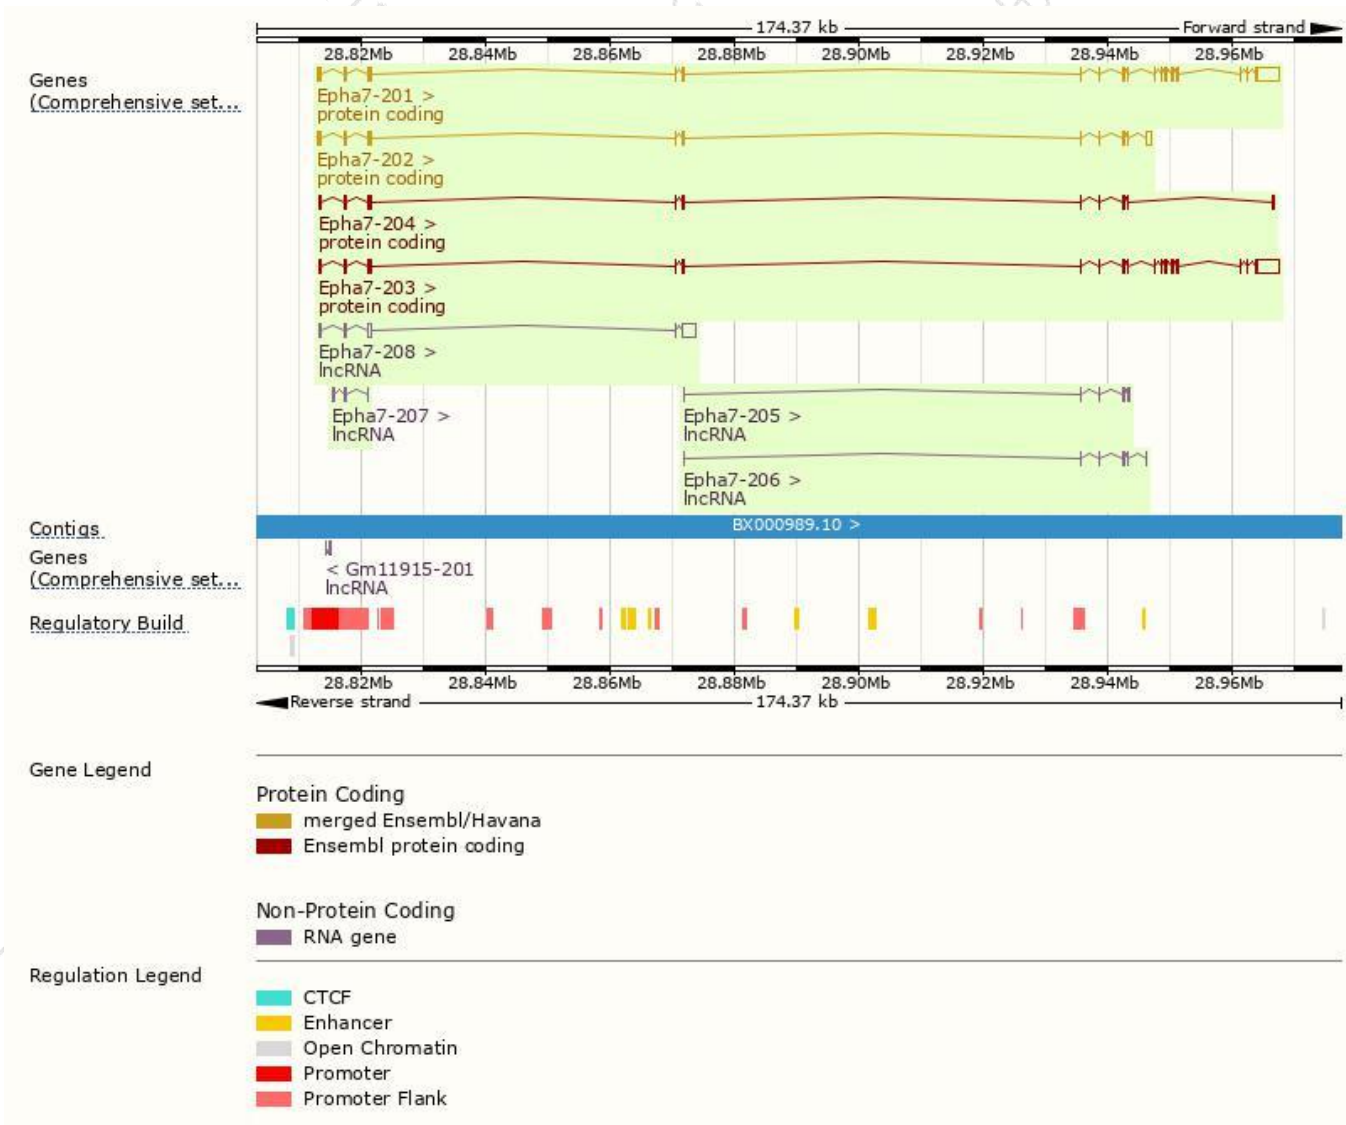 174.37 kb
Forward strand
28.82Mb 28.84Mb 28.86Mb 28.88Mb 28.90Mb 28.92Mb 28.94Mb 28.96Mb
Genes
(Comprehensive set...
Epha7-201 >
protein coding
Epha7-202 >
protein coding
Epha7-204 >
protein coding
Epha7-203 >
protein coding
Epha7-208 >
lncRNA
Epha7-207 >
lncRNA
Epha7-205 >
lncRNA
Epha7-206 >
lncRNA
Contigs
BX000989.10 >
Genes
(Comprehensive set...
< Gm11915-201
lncRNA
Regulatory Build
28.82Mb 28.84Mb 28.86Mb 28.88Mb 28.90Mb 28.92Mb 28.94Mb 28.96Mb
Reverse strand
174.37 kb
Gene Legend
Protein Coding
merged Ensembl/Havana
Ensembl protein coding
Non-Protein Coding
RNA gene
Regulation Legend
CTCF
Enhancer
Open Chromatin
Promoter
Promoter Flank